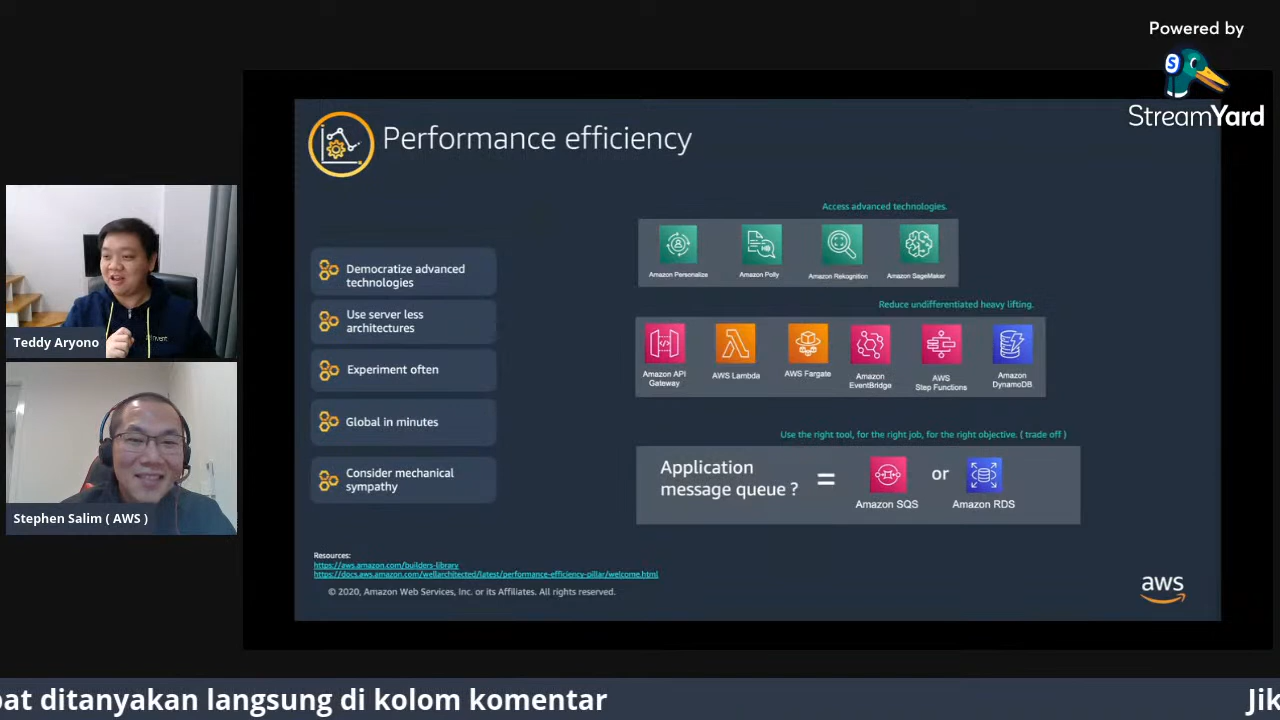 Powered by
StreamYard
Performance efficiency
Democratize advanced
technologies
Use server less
architectures
Experiment often
Global in minutes
Consider mechanical
sympathy
Access advanced technologies.
Amazon Personalize
Amazon Polly
Amazon Rekognition
Amazon SageMaker
Reduce undifferentiated heavy lifting.
Amazon API
Gateway
AWS Lambda
AWS Fargate
Amazon
EventBridge
AWS
Step Functions
Amazon
DynamoDB
Use the right tool, for the right job, for the right objective. ( trade off )
Application
message queue ?
=
Amazon SQS
or
Amazon RDS
Resources:
https://aws.amazon.com/builders-library
https://docs.aws.amazon.com/wellarchitected/latest/performance-efficiency-pillar/welcome.html
© 2020, Amazon Web Services, Inc. or its Affiliates. All rights reserved.
aws
Teddy Aryono
Stephen Salim ( AWS )
pat ditanyakan langsung di kolom komentar
Jik